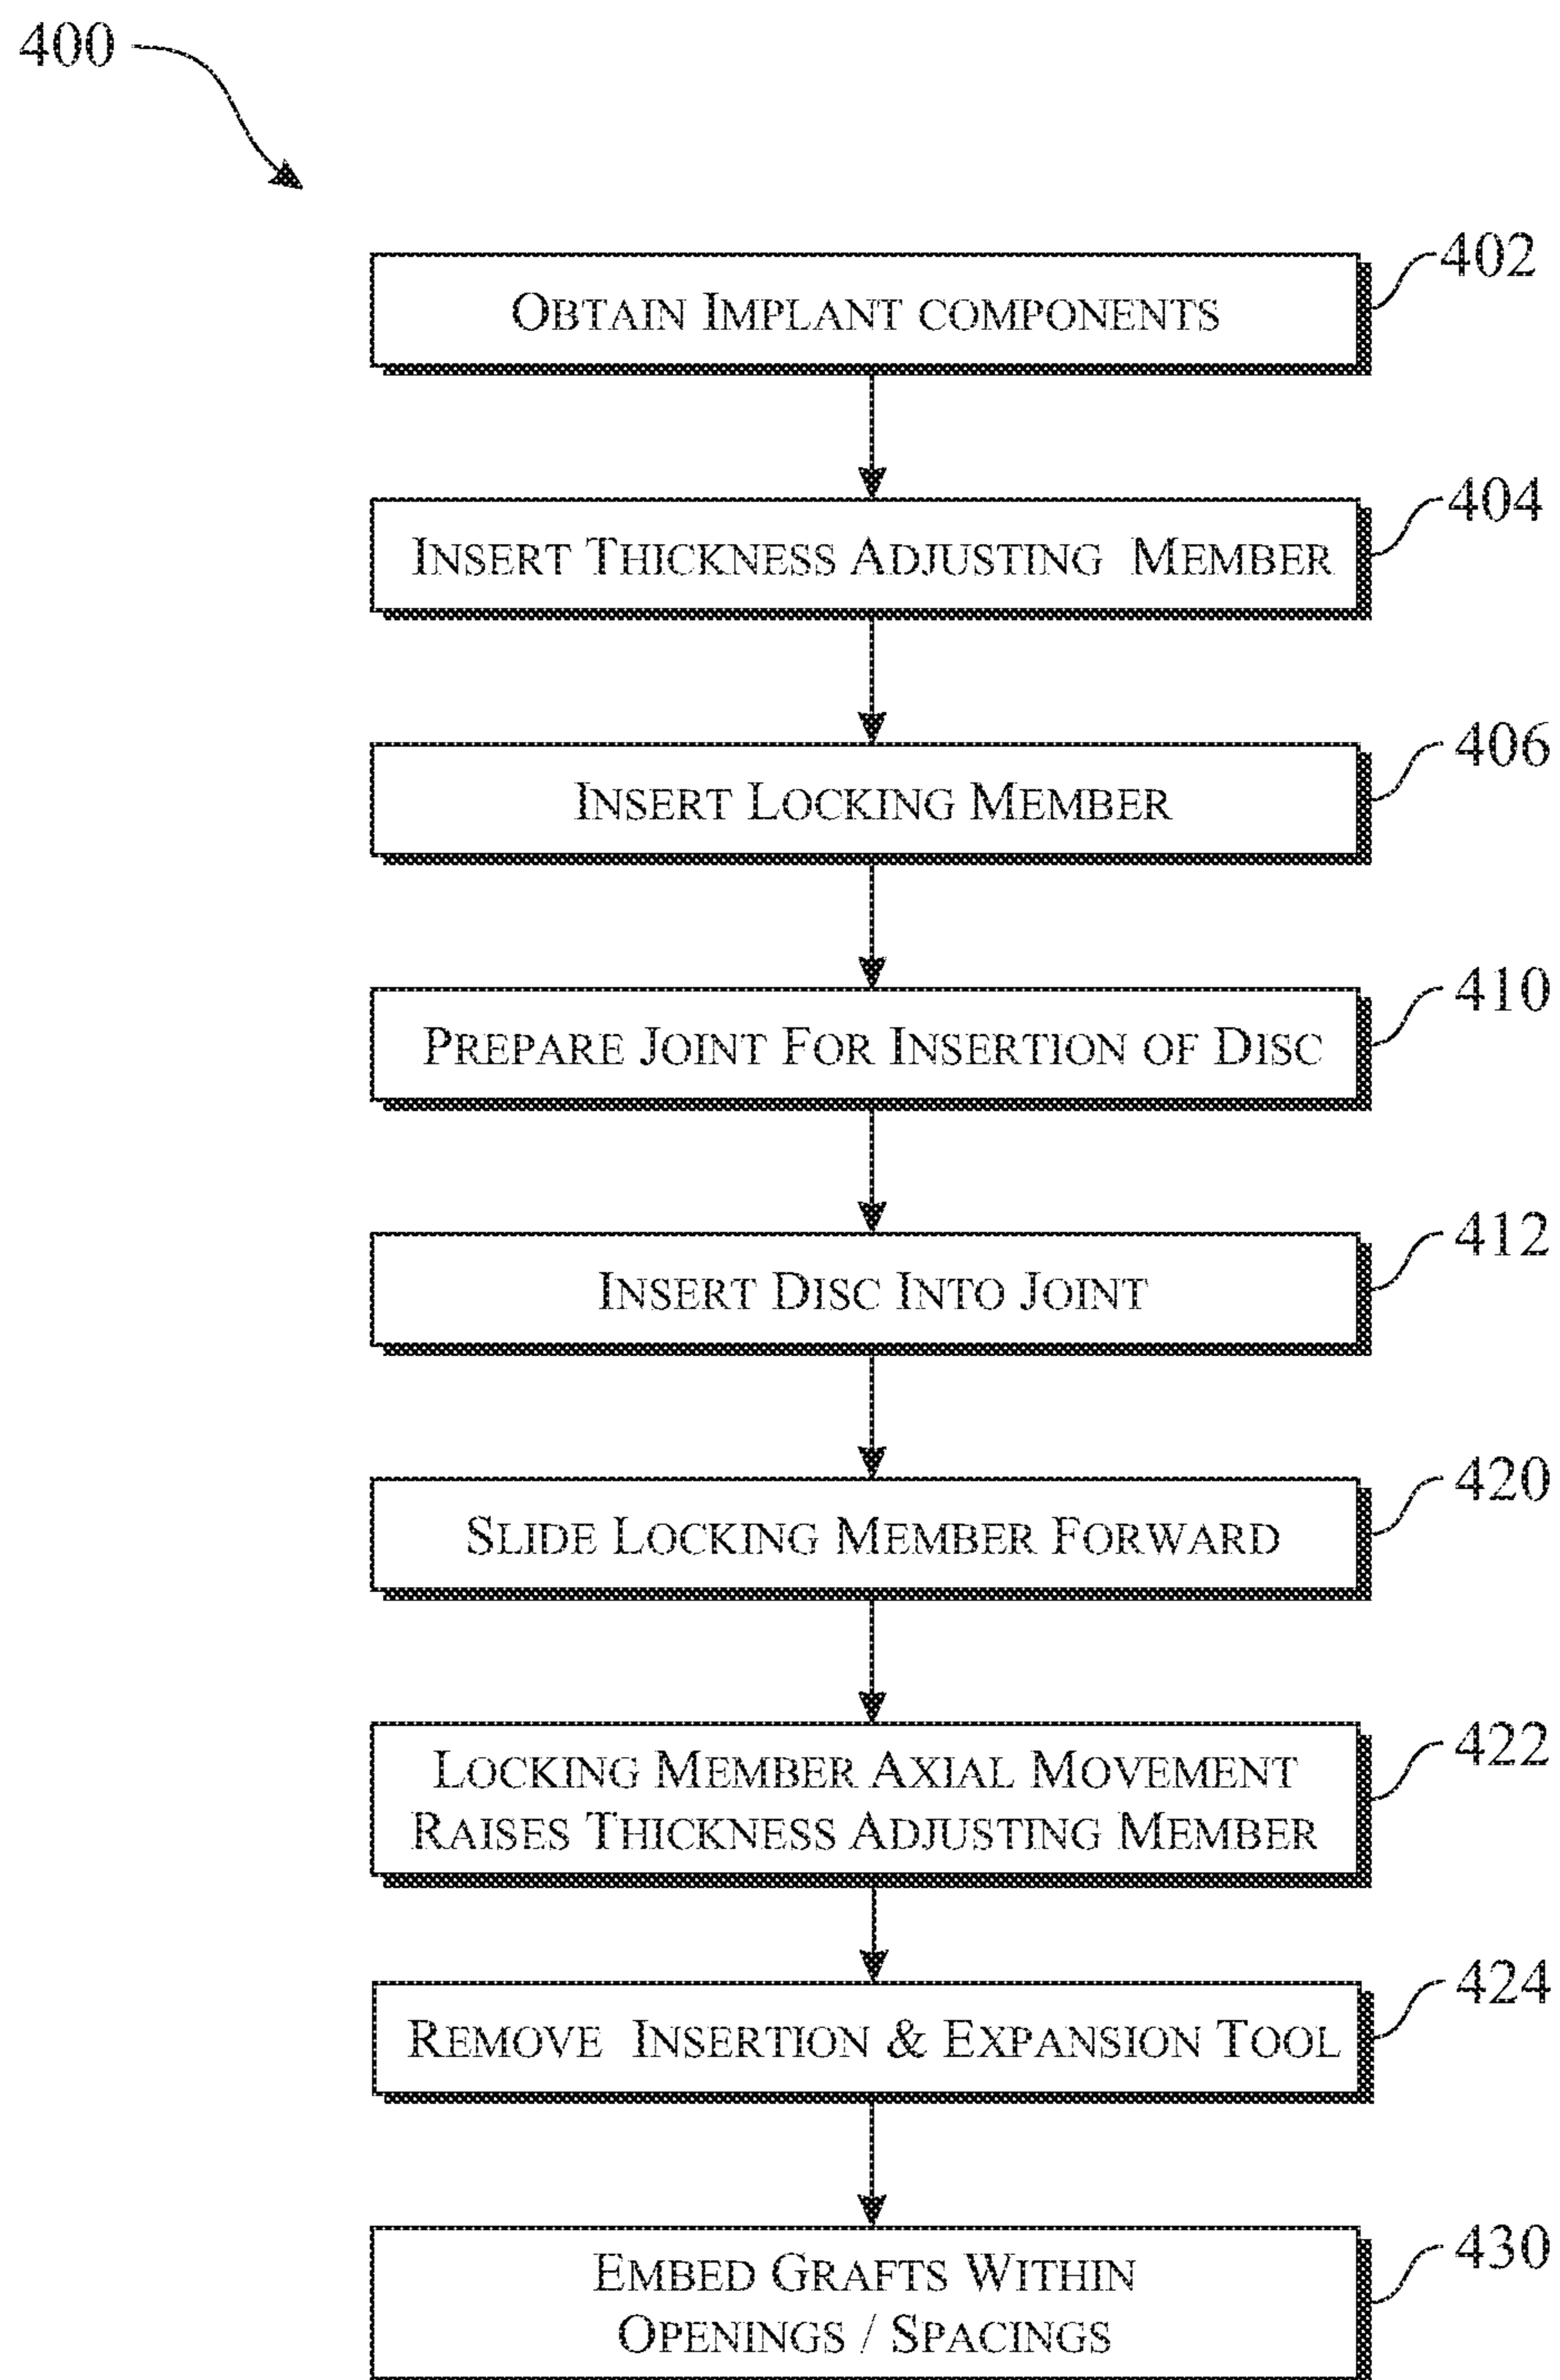 400
402
OBTAIN IMPLANT COMPONENTS
404
INSERT THICKNESS ADJUSTING MEMBER
406
INSERT LOCKING MEMBER
410
PREPARE JOINT FOR INSERTION OF DISC
412
INSERT DISC INTO JOINT
420
SLIDE LOCKING MEMBER FORWARD
422
LOCKING MEMBER AXIAL MOVEMENT
RAISES THICKNESS ADJUSTING MEMBER
424
REMOVE INSERTION & EXPANSION TOOL
430
EMBED GRAFTS WITHIN
OPENINGS / SPACINGS